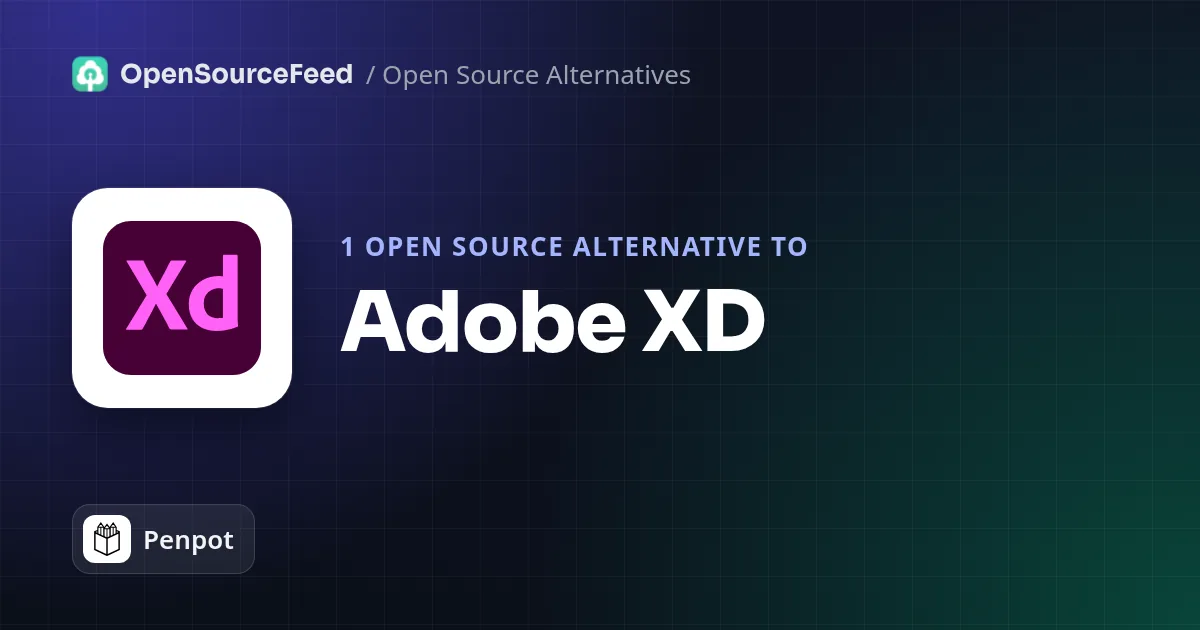 OpenSourceFeed / Open Source Alternatives
Xd
1 OPEN SOURCE ALTERNATIVE TO
Adobe XD
Penpot